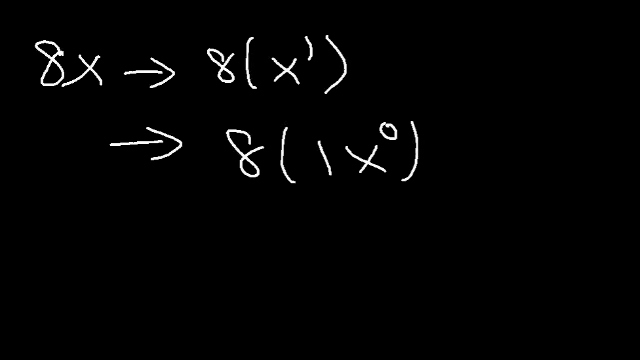 8x → 8(x¹)
→ 8(1x⁰)